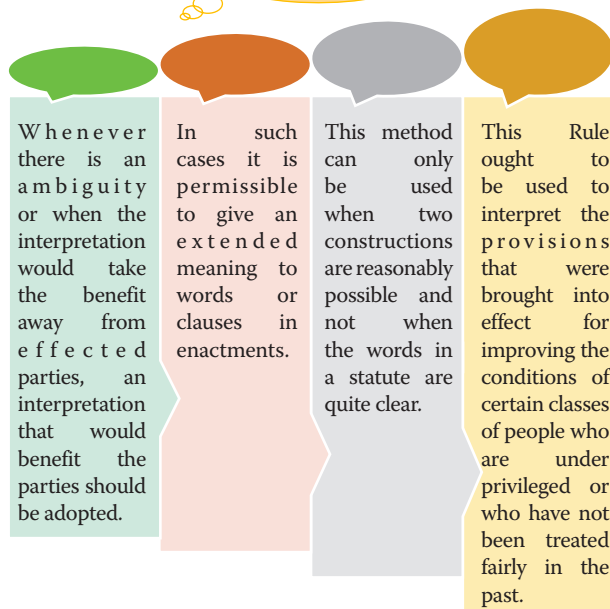 Whenever
there is an
ambiguity
or when the
interpretation
would take
the benefit
away from
effected
parties, an
interpretation
that would
benefit the
parties should
be adopted.
In such
cases it is
permissible
to give an
extended
meaning to
words or
clauses in
enactments.
This method
can only
be used
when two
constructions
are reasonably
possible and
not when
the words in
a statute are
quite clear.
This Rule
ought to
be used to
interpret the
provisions
that were
brought into
effect for
improving the
conditions of
certain classes
of people who
are under
privileged or
who have not
been treated
fairly in the
past.